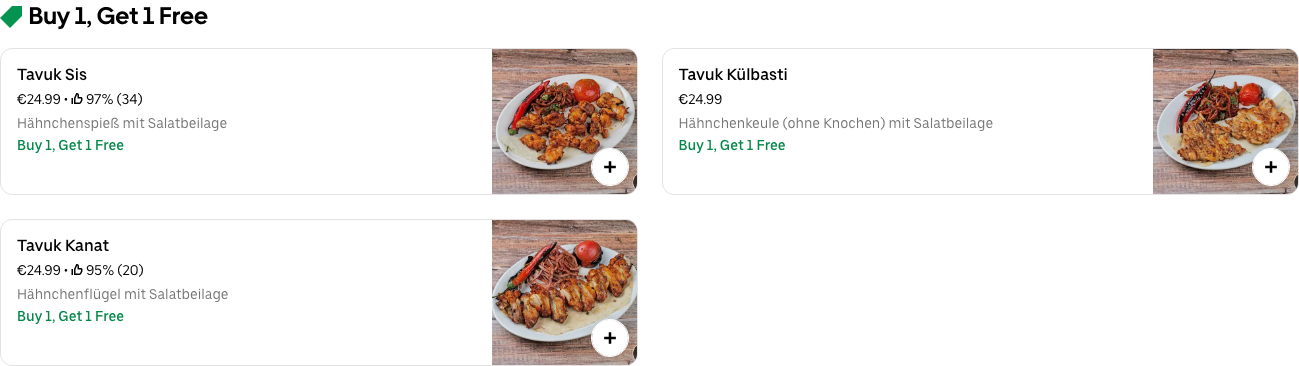 Buy 1, Get 1 Free
Tavuk Sis
€24.99 • 97% (34)
Hähnchenspieß mit Salatbeilage
Buy 1, Get 1 Free
Tavuk Külbasti
€24.99
Hähnchenkeule (ohne Knochen) mit Salatbeilage
Buy 1, Get 1 Free
Tavuk Kanat
€24.99 • 95% (20)
Hähnchenflügel mit Salatbeilage
Buy 1, Get 1 Free